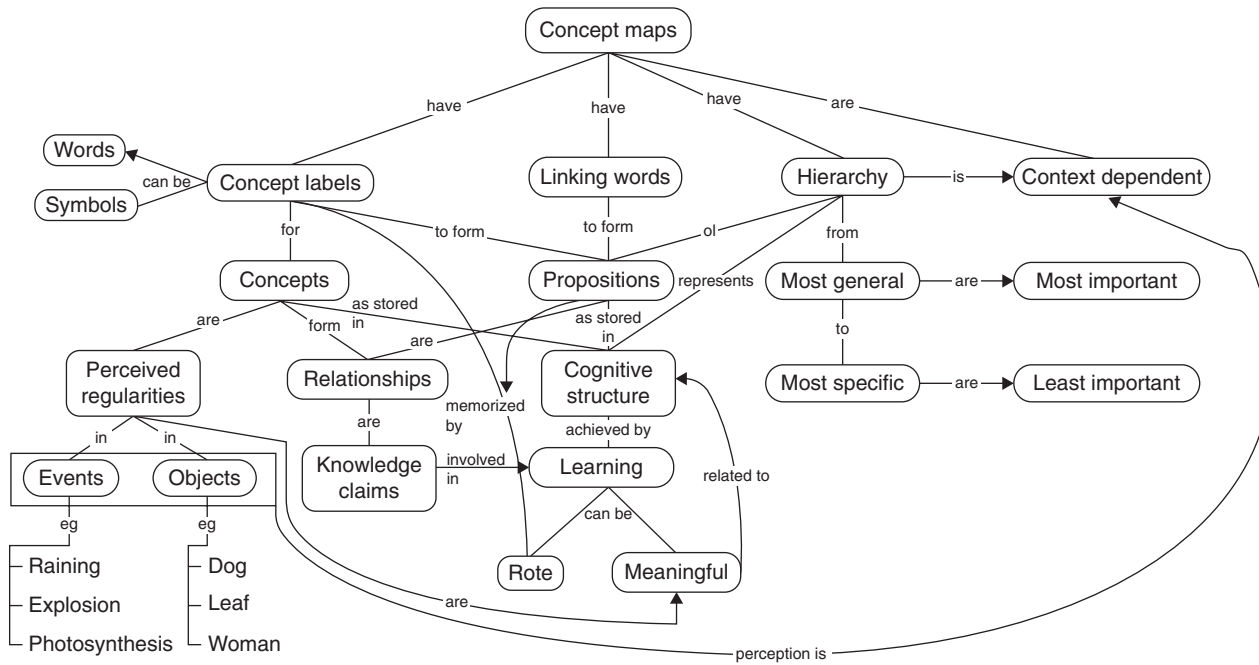 Concept maps
have
have
have
are
Words
can be
Symbols
Concept labels
Linking words
Hierarchy
is
Context dependent
for
to form
to form
ol
from
Concepts
Propositions
represents
Most general
are
Most important
are
form
as stored
in
are
as stored
in
to
Perceived
regularities
Relationships
Cognitive
structure
Most specific
are
Least important
memorized
by
in
in
are
achieved by
Events
Objects
Knowledge
claims
involved
in
Learning
related to
eg
eg
can be
Raining
Explosion
Photosynthesis
Dog
Leaf
Woman
Rote
Meaningful
are
perception is